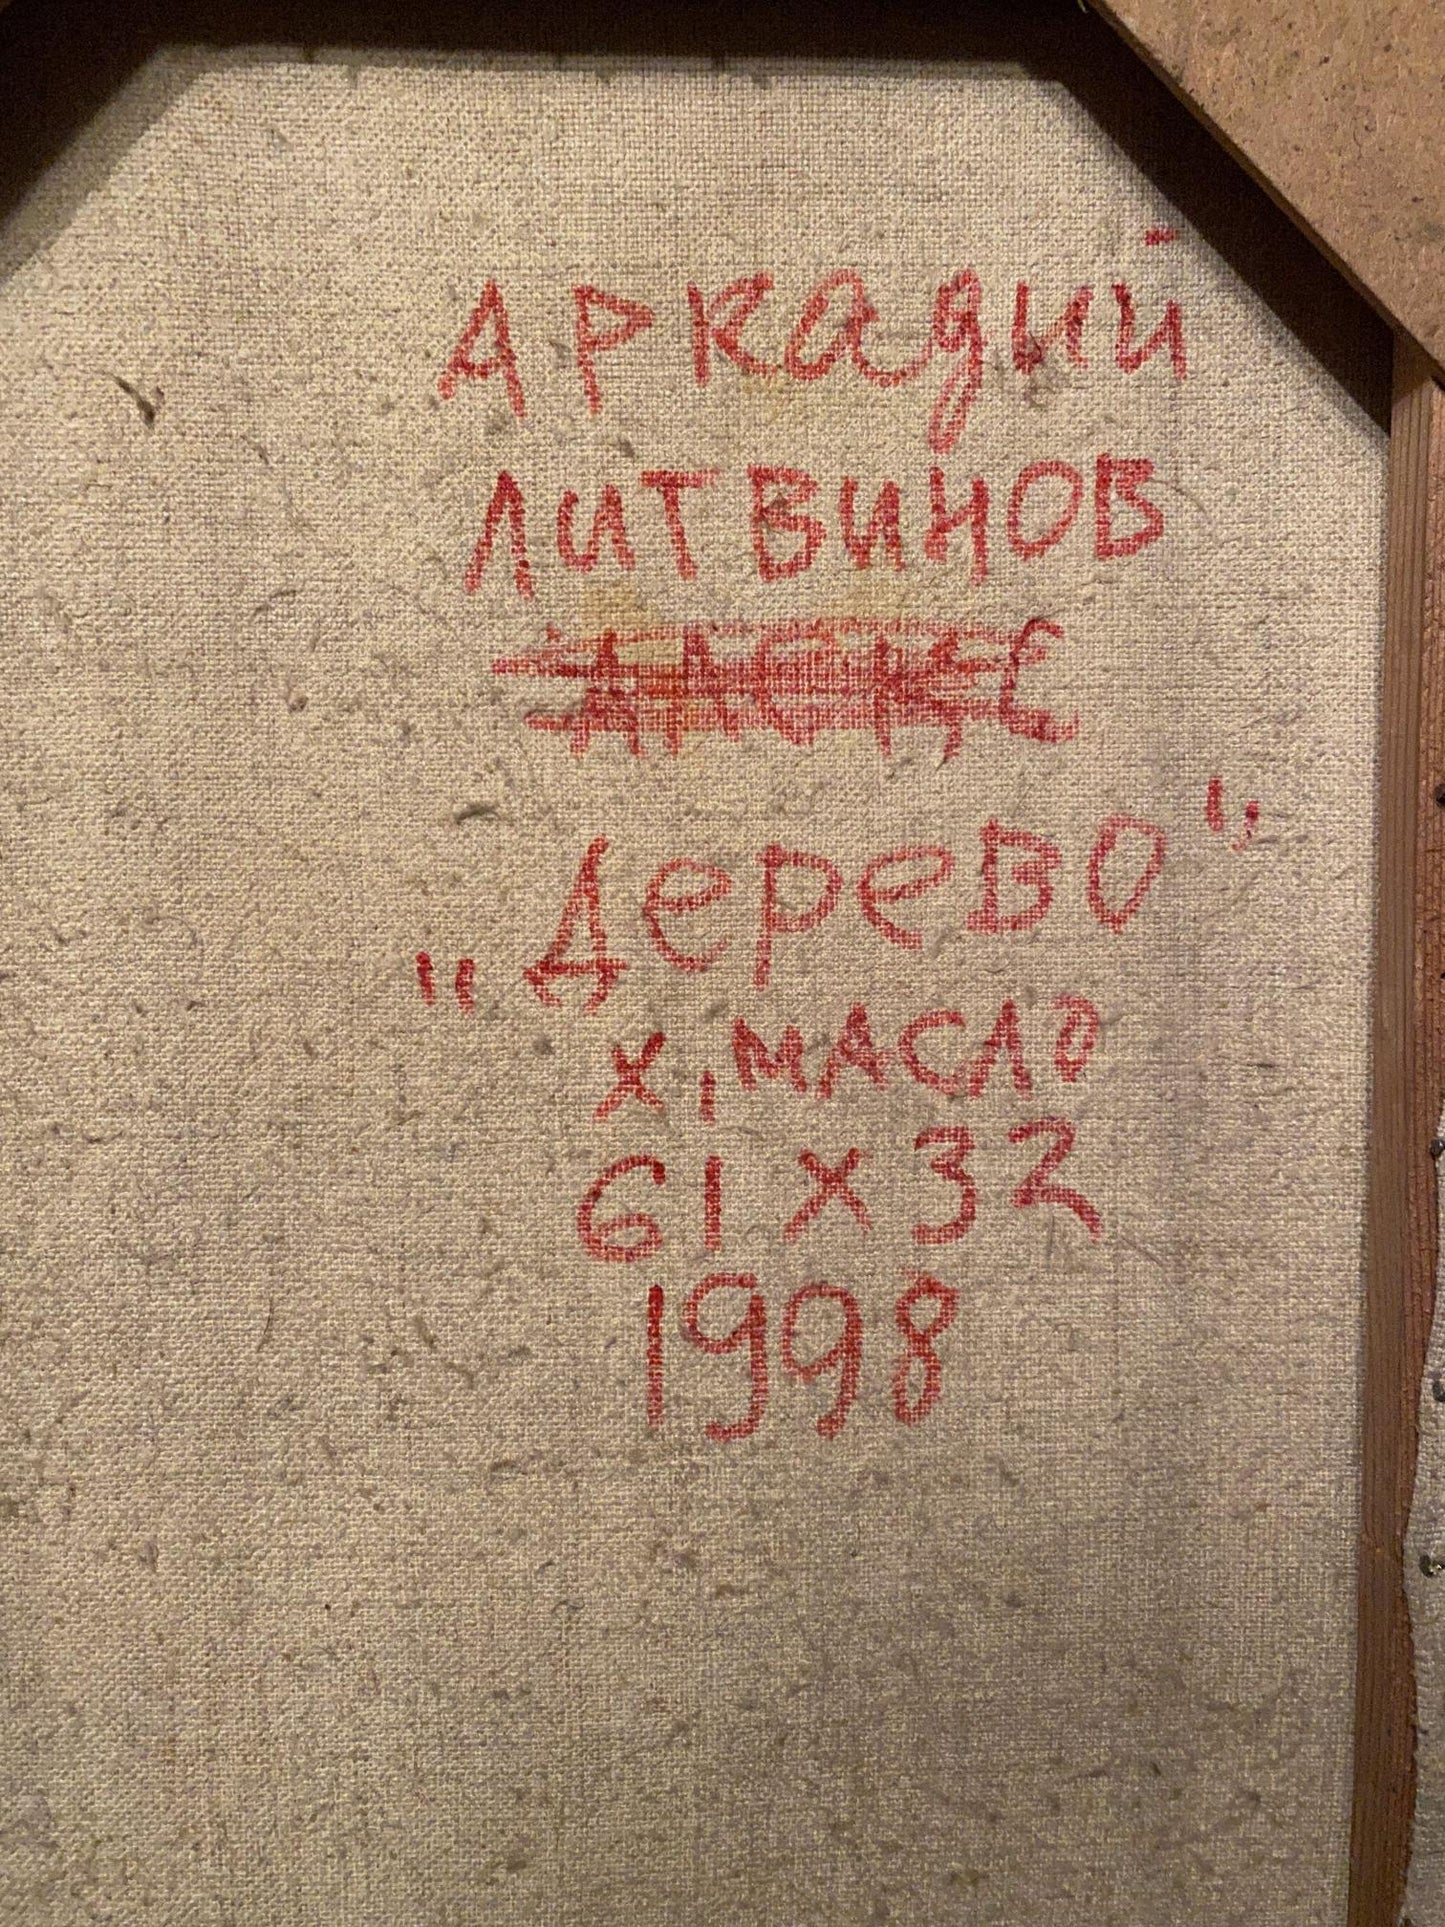 Аркадий
Литвинов
„Дерево"
х, масло
61 х 32
1998